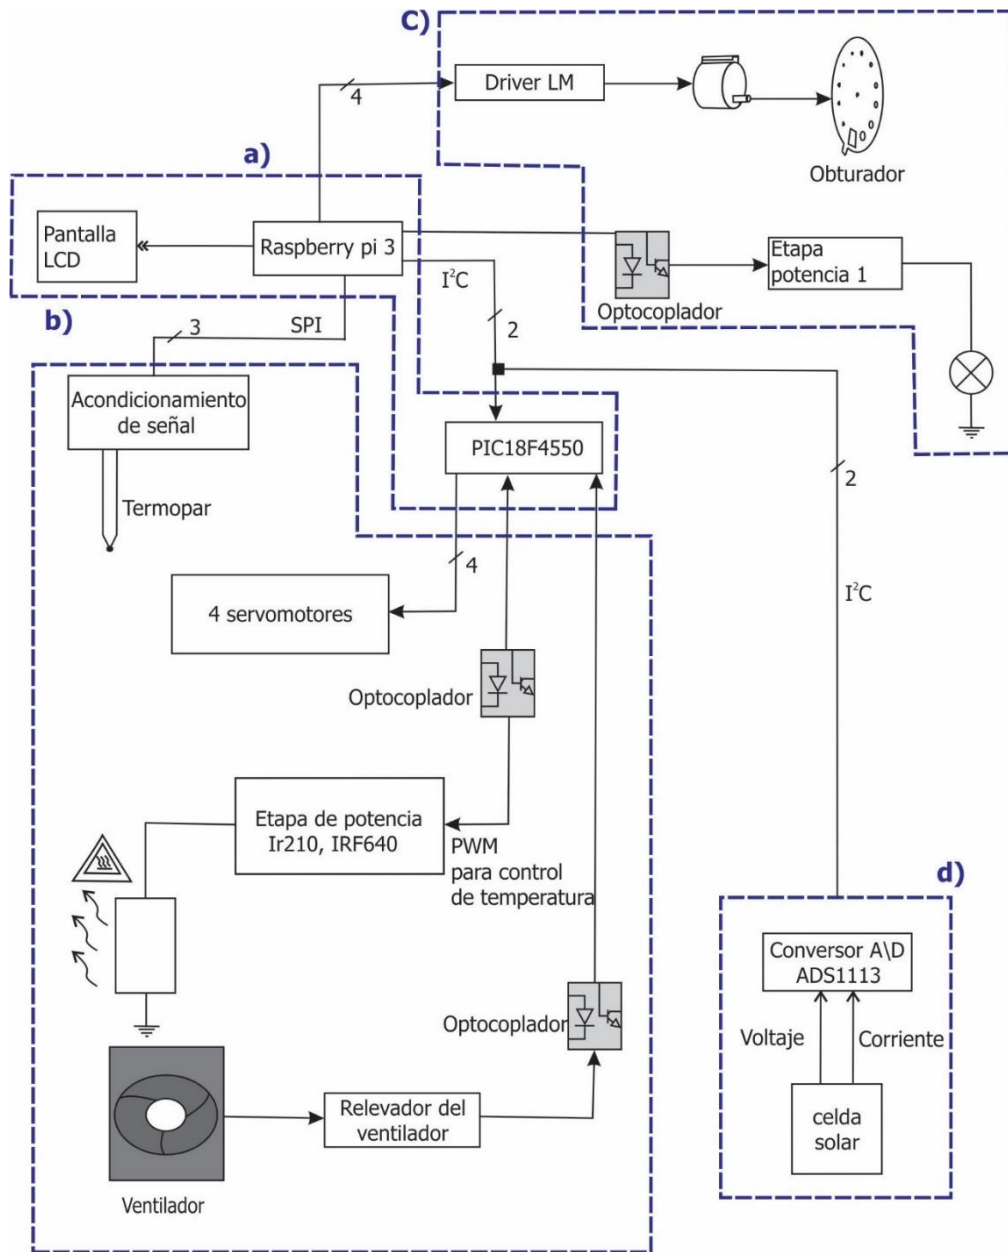 C)
4
Driver LM
Obturador
a)
Pantalla
LCD
Raspberry pi 3
I²C
Etapa
potencia 1
Optocoplador
b)
3
SPI
2
Acondicionamiento
de señal
PIC18F4550
Termopar
2
4
I²C
4 servomotores
Optocoplador
Etapa de potencia
Ir210, IRF640
PWM
para control
de temperatura
d)
Conversor A\D
ADS1113
Optocoplador
Voltaje
Corriente
Relevador del
ventilador
celda
solar
Ventilador